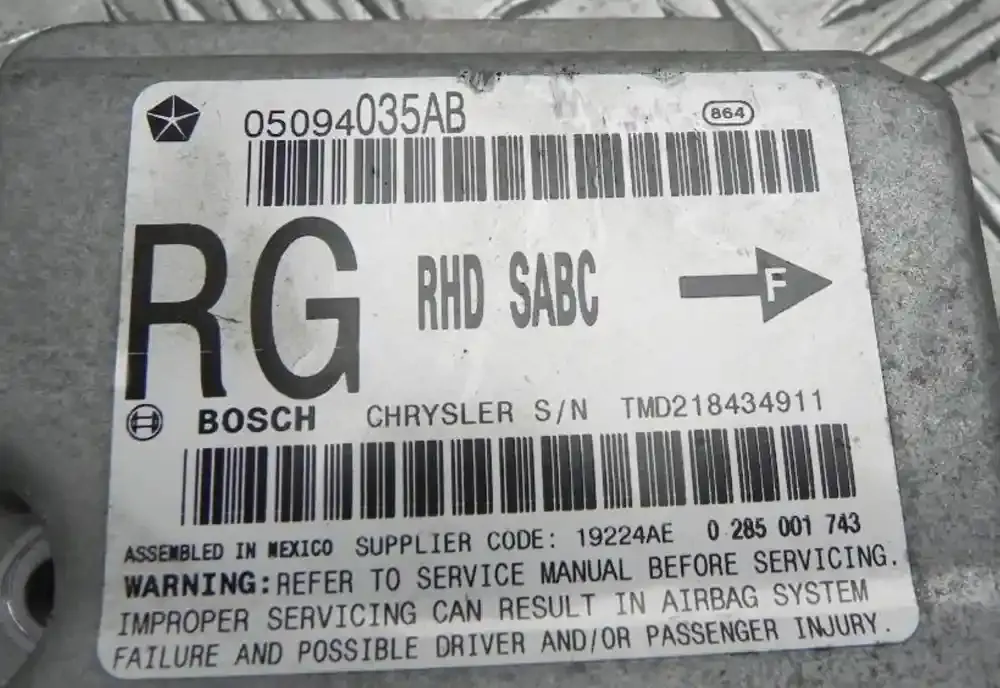 05094035AB 864
RG RHD SABC F
BOSCH CHRYSLER S/N TMD218434911
ASSEMBLED IN MEXICO SUPPLIER CODE: 19224AE 0 285 001 743
WARNING: REFER TO SERVICE MANUAL BEFORE SERVICING.
IMPROPER SERVICING CAN RESULT IN AIRBAG SYSTEM
FAILURE AND POSSIBLE DRIVER AND/OR PASSENGER INJURY.